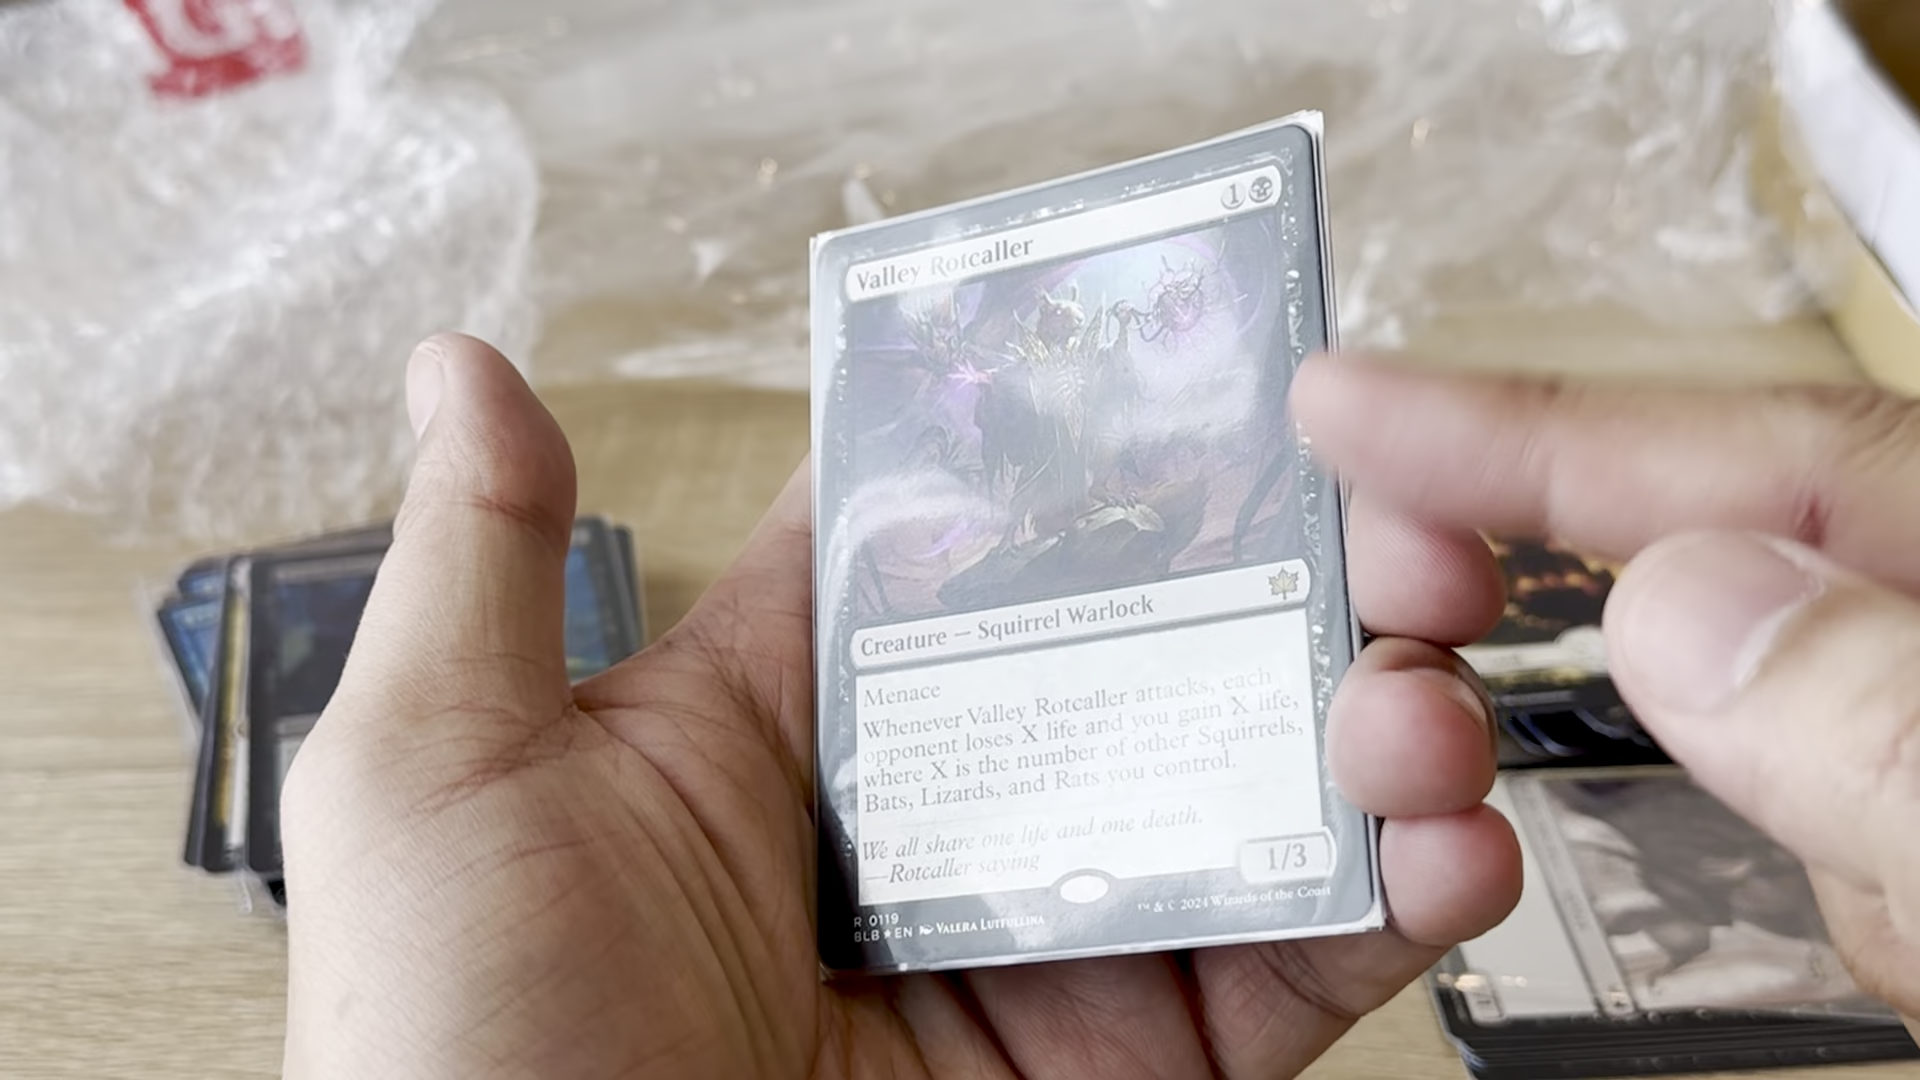 Valley Rotcaller
1
Creature — Squirrel Warlock
Menace
Whenever Valley Rotcaller attacks, each
opponent loses X life and you gain X life,
where X is the number of other Squirrels,
Bats, Lizards, and Rats you control.
We all share one life and one death.
—Rotcaller saying
1/3
R 0119
BLB ★ EN VALERA LUTFULLINA
™ & © 2024 Wizards of the Coast